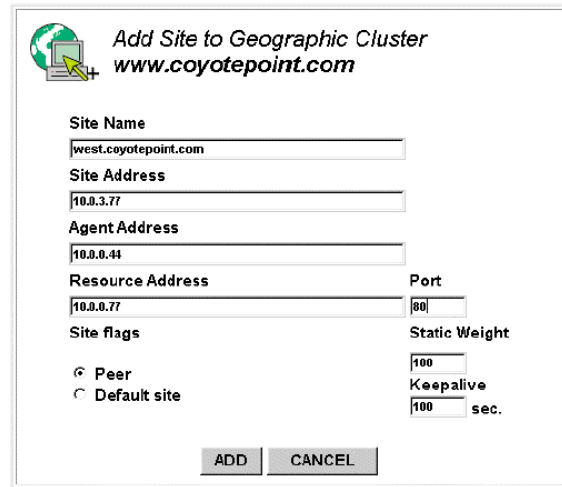 Add Site to Geographic Cluster
www.coyotepoint.com
Site Name
west.coyotepoint.com
Site Address
10.0.3.77
Agent Address
10.0.0.44
Resource Address Port
10.0.0.77 80
Site flags Static Weight
100
Peer
Keepalive
Default site
100 sec.
ADD CANCEL